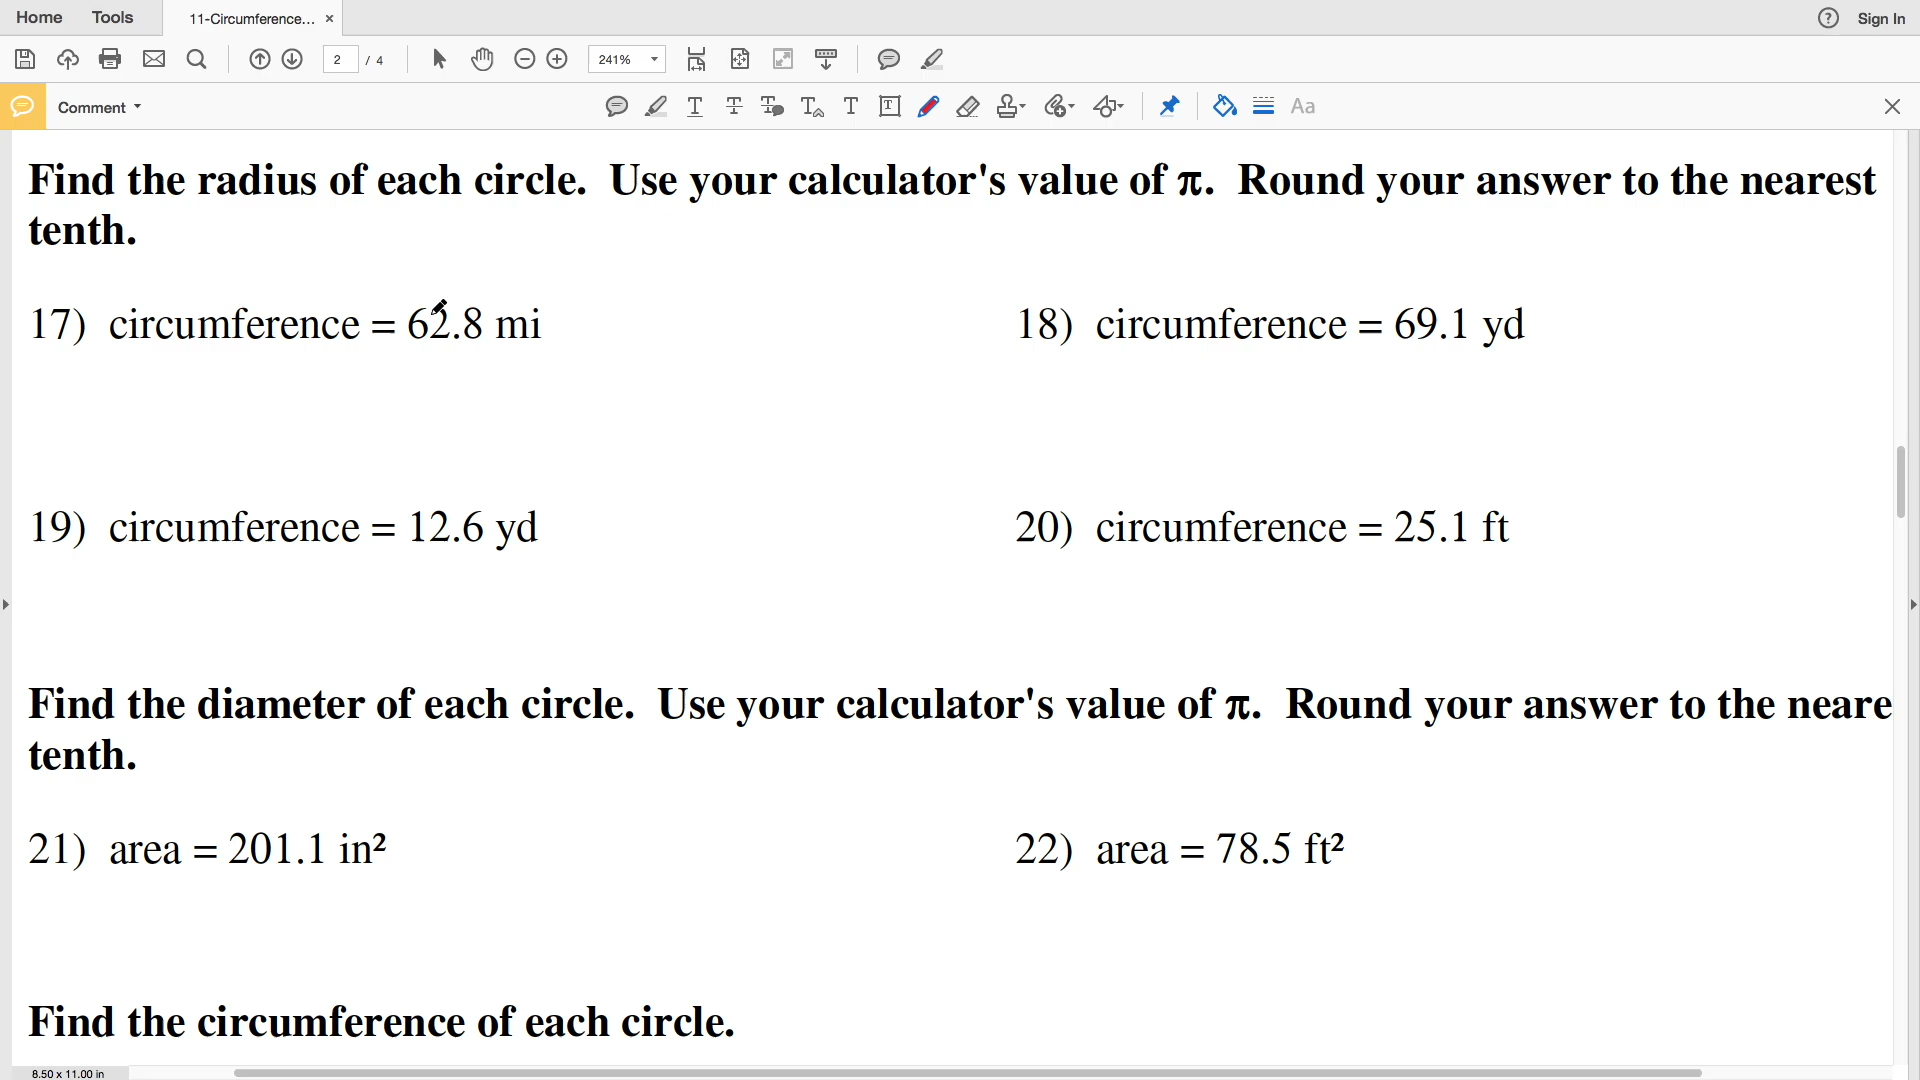 Home Tools 11-Circumference... × ? Sign In
2 / 4 241%
Comment T T T T T T Aa
Find the radius of each circle. Use your calculator's value of π. Round your answer to the nearest
tenth.
17) circumference = 62.8 mi 18) circumference = 69.1 yd
19) circumference = 12.6 yd 20) circumference = 25.1 ft
Find the diameter of each circle. Use your calculator's value of π. Round your answer to the neare
tenth.
21) area = 201.1 in² 22) area = 78.5 ft²
Find the circumference of each circle.
8.50 x 11.00 in